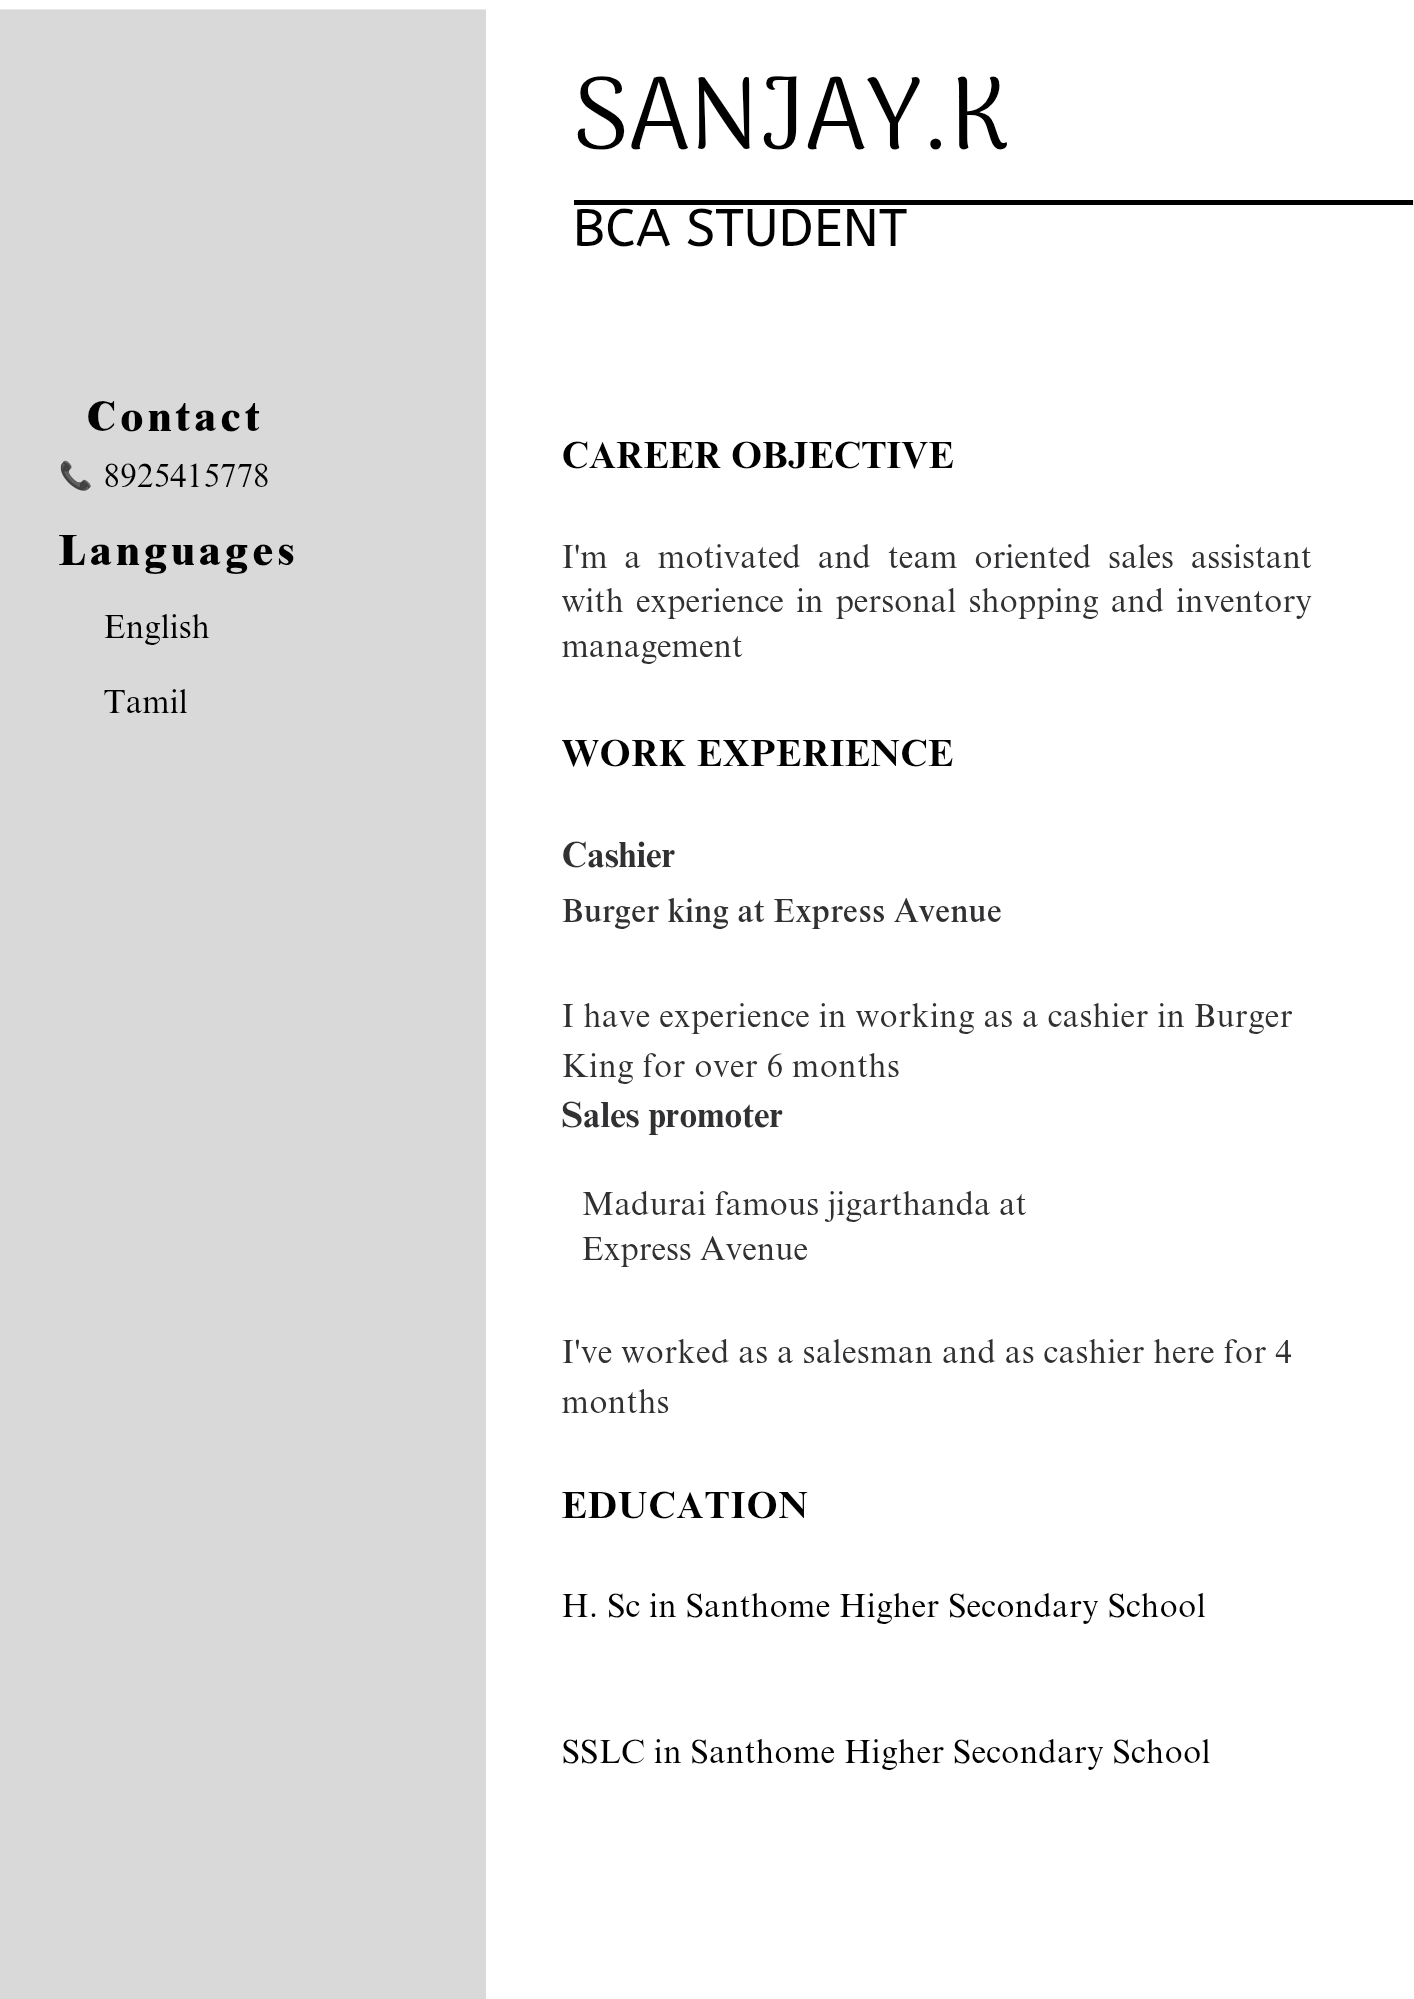 SANJAY.K
BCA STUDENT
Contact
📞 8925415778
Languages
English
Tamil
CAREER OBJECTIVE
I'm a motivated and team oriented sales assistant
with experience in personal shopping and inventory
management
WORK EXPERIENCE
Cashier
Burger king at Express Avenue
I have experience in working as a cashier in Burger
King for over 6 months
Sales promoter
Madurai famous jigarthanda at
Express Avenue
I've worked as a salesman and as cashier here for 4
months
EDUCATION
H. Sc in Santhome Higher Secondary School
SSLC in Santhome Higher Secondary School